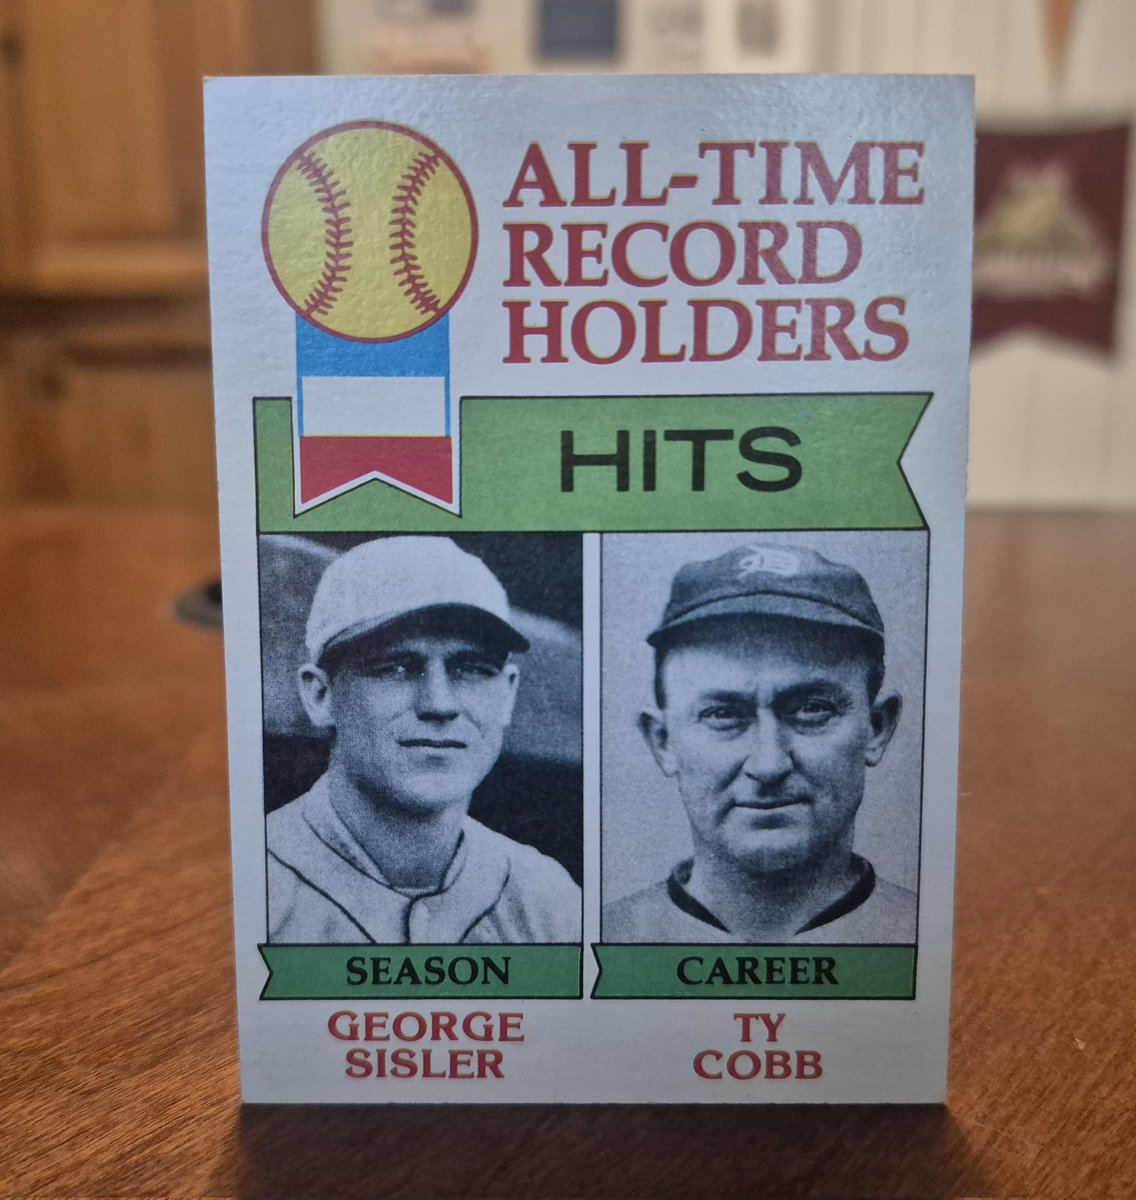 ALL-TIME
RECORD
HOLDERS
HITS
D
SEASON
CAREER
GEORGE
SISLER
TY
COBB